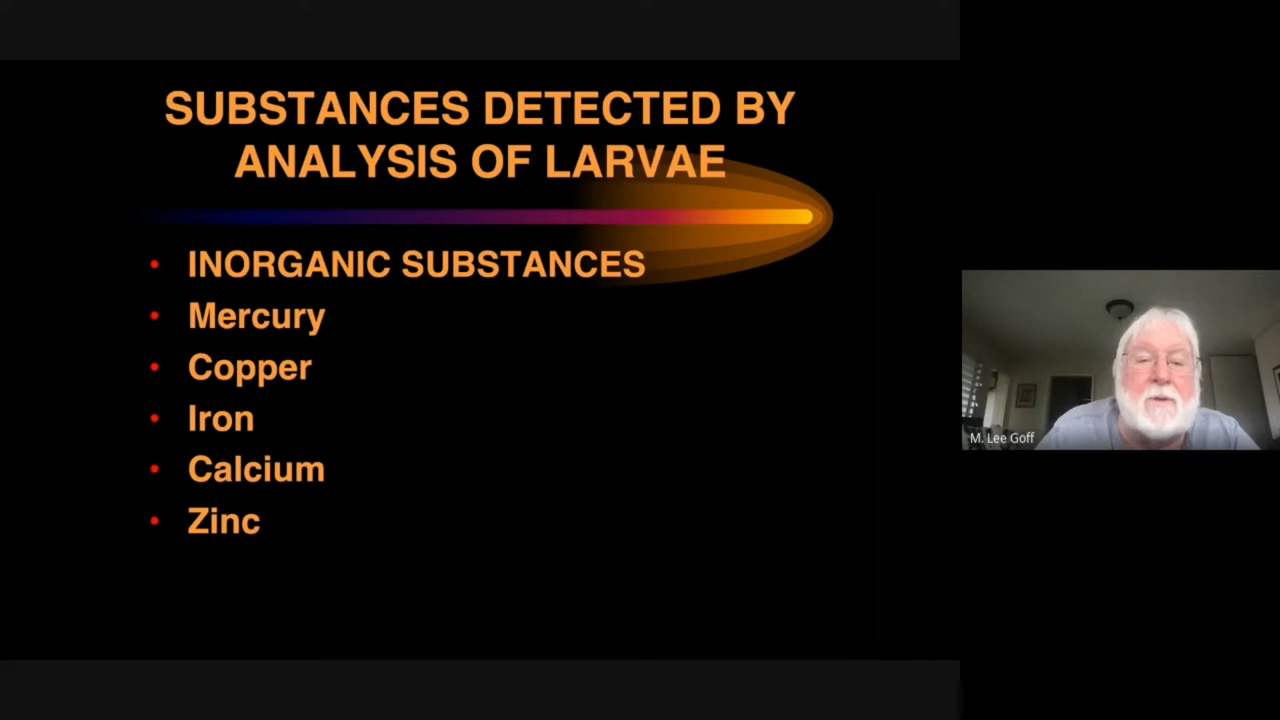 SUBSTANCES DETECTED BY
ANALYSIS OF LARVAE
• INORGANIC SUBSTANCES
• Mercury
• Copper
• Iron
• Calcium
• Zinc
M. Lee Goff